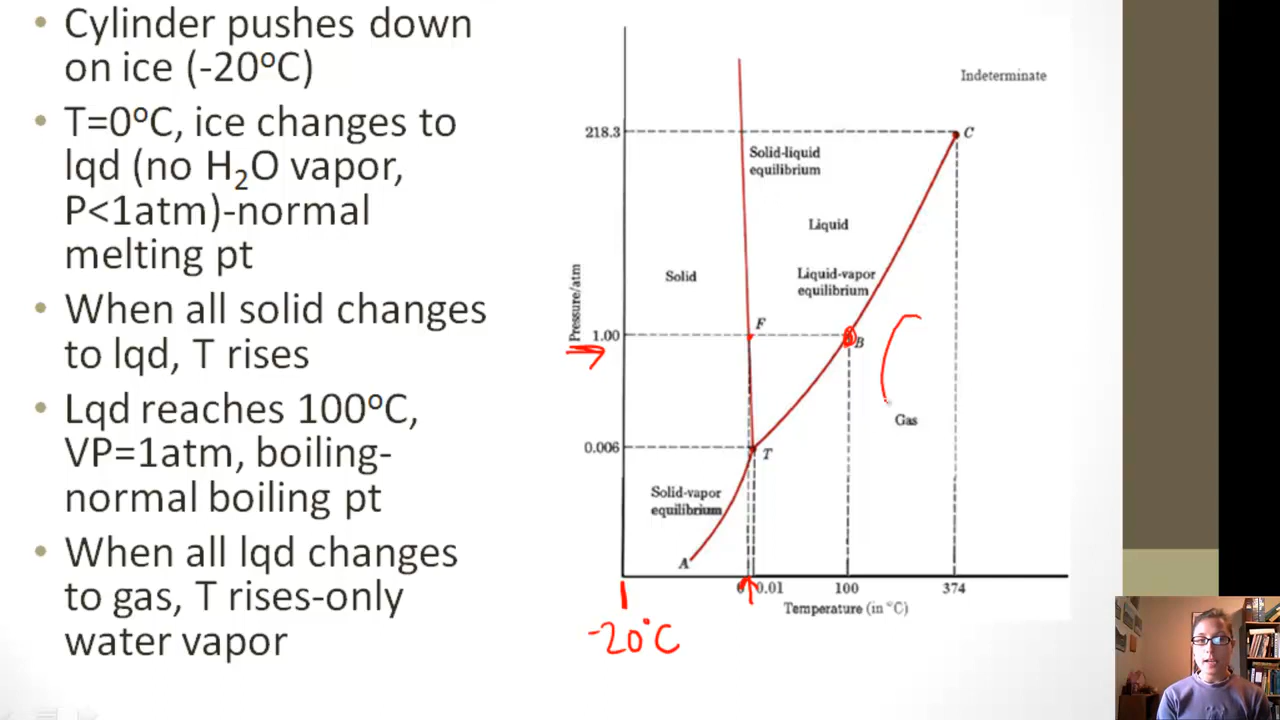 • Cylinder pushes down
on ice (-20°C)
• T=0°C, ice changes to
lqd (no H₂O vapor,
P<1atm)-normal
melting pt
• When all solid changes
to lqd, T rises
• Lqd reaches 100°C,
VP=1atm, boiling-
normal boiling pt
• When all lqd changes
to gas, T rises-only
water vapor
Indeterminate
218.3
C
Solid-liquid
equilibrium
Liquid
Solid
Liquid-vapor
equilibrium
Pressure/atm
F
1.00
B
Gas
0.006
T
Solid-vapor
equilibrium
A
0 0.01 100 374
Temperature (in °C)
-20°C